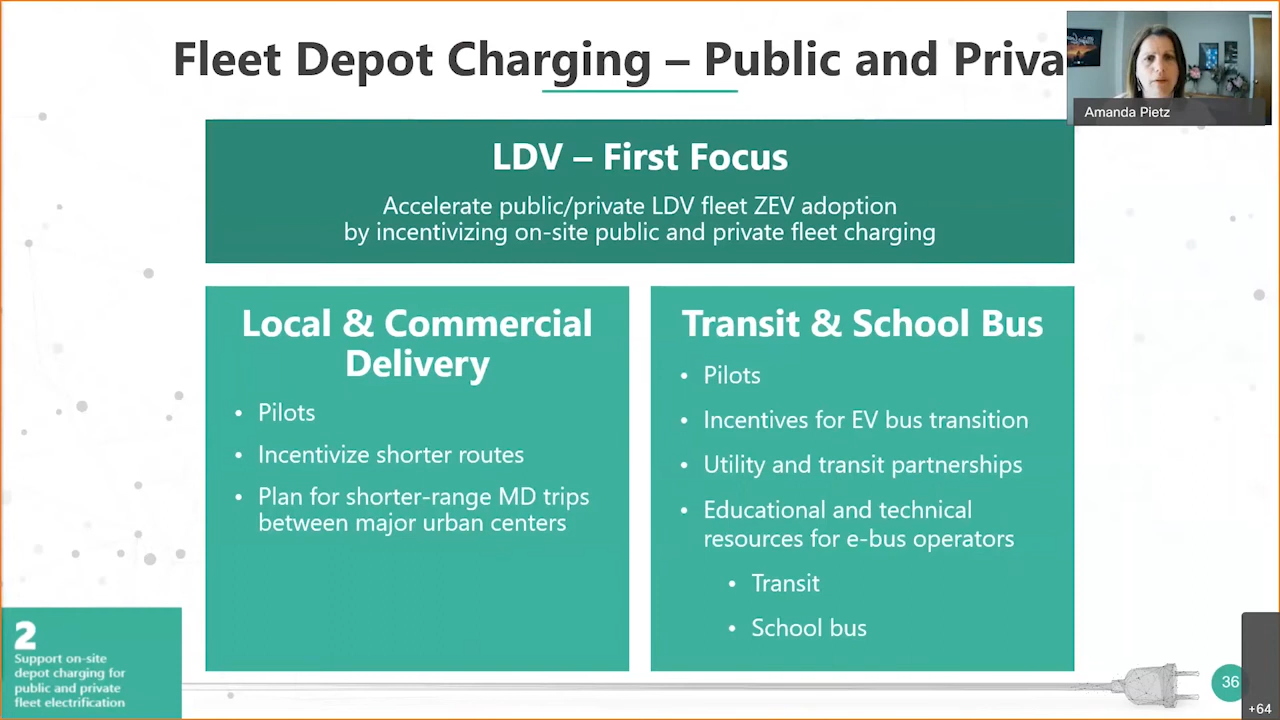 Fleet Depot Charging – Public and Priva
Amanda Pietz
LDV – First Focus
Accelerate public/private LDV fleet ZEV adoption
by incentivizing on-site public and private fleet charging
Local & Commercial
Delivery
• Pilots
• Incentivize shorter routes
• Plan for shorter-range MD trips
between major urban centers
Transit & School Bus
• Pilots
• Incentives for EV bus transition
• Utility and transit partnerships
• Educational and technical
resources for e-bus operators
• Transit
• School bus
2
Support on-site
depot charging for
public and private
fleet electrification
36
+64